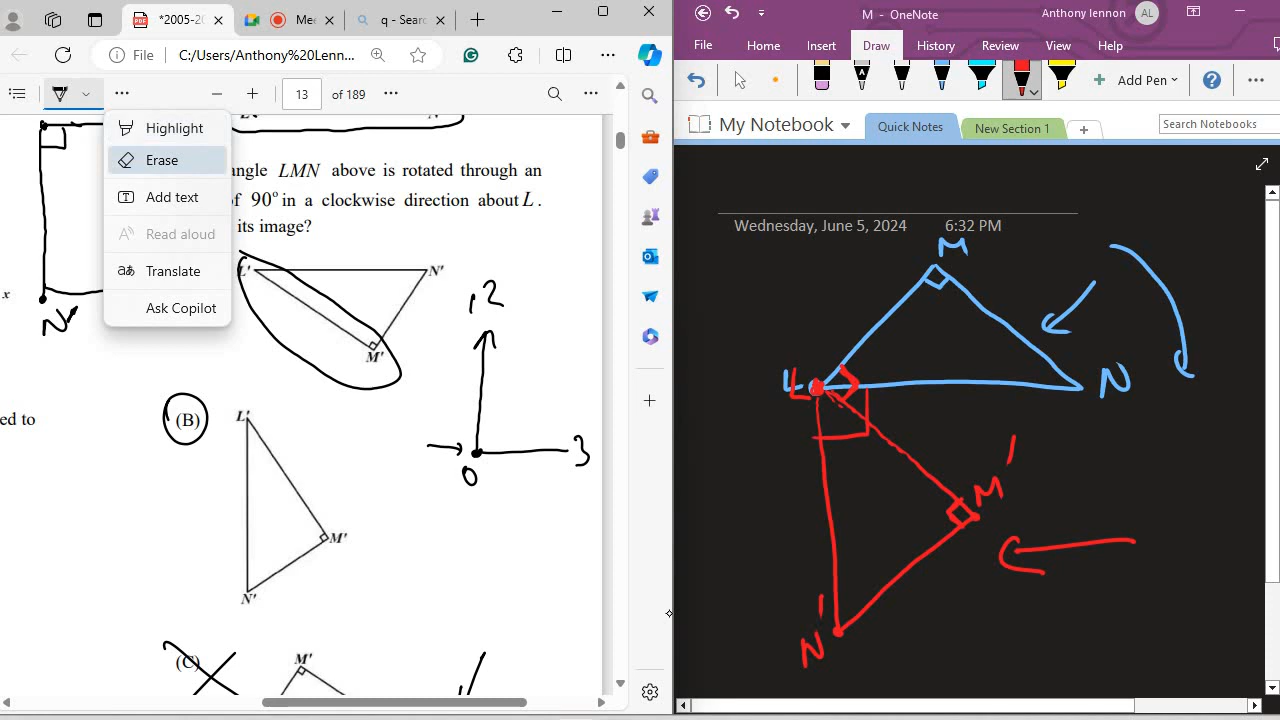 *2005-20
Mee
q - Searc
File
C:/Users/Anthony%20Lenn...
13 of 189
Highlight
Erase
Add text
Read aloud
Translate
Ask Copilot
angle LMN above is rotated through an
of 90° in a clockwise direction about L.
its image?
L'
N'
M'
x
N
12
3
0
ed to
(B)
L'
M'
N'
(C)
M'
M - OneNote
Anthony lennon
AL
File
Home
Insert
Draw
History
Review
View
Help
Add Pen
My Notebook
Quick Notes
New Section 1
Search Notebooks
Wednesday, June 5, 2024
6:32 PM
M
L
L
N
M'
N'